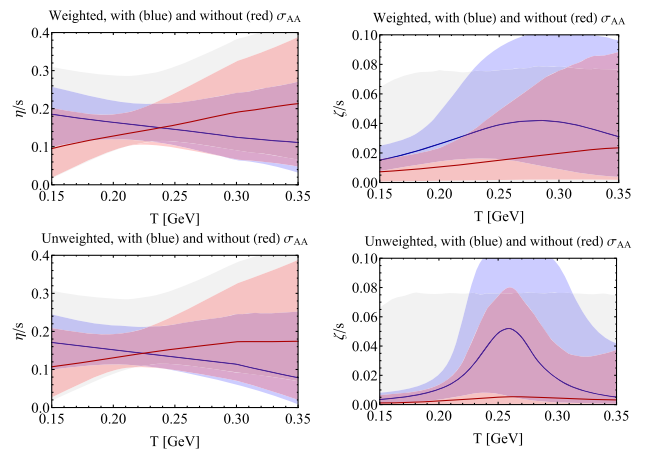 Weighted, with (blue) and without (red) σAA
Weighted, with (blue) and without (red) σAA
0.4
0.3
0.2
0.1
0.0
η/s
0.15 0.20 0.25 0.30 0.35
T [GeV]
0.10
0.08
0.06
0.04
0.02
0.00
ζ/s
0.15 0.20 0.25 0.30 0.35
T [GeV]
Unweighted, with (blue) and without (red) σAA
Unweighted, with (blue) and without (red) σAA
0.4
0.3
0.2
0.1
0.0
η/s
0.15 0.20 0.25 0.30 0.35
T [GeV]
0.10
0.08
0.06
0.04
0.02
0.00
ζ/s
0.15 0.20 0.25 0.30 0.35
T [GeV]